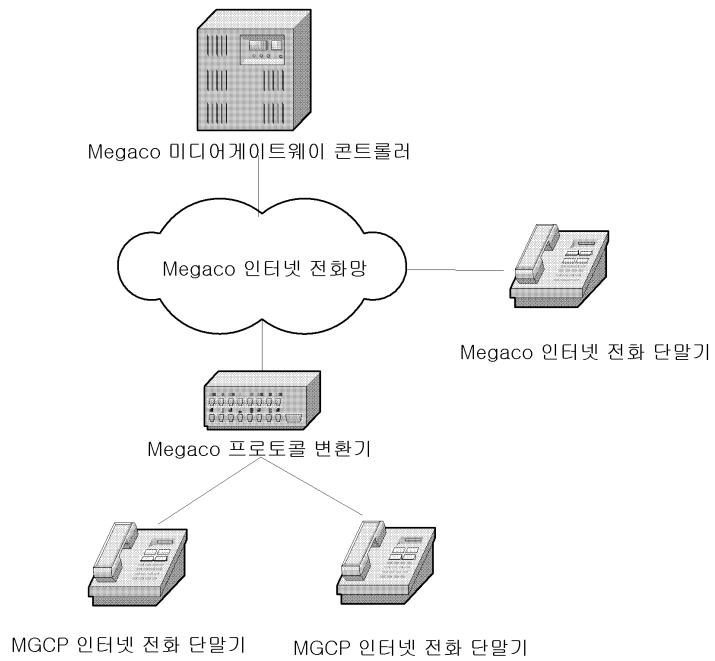 Megaco 미디어게이트웨이 콘트롤러
Megaco 인터넷 전화망
Megaco 인터넷 전화 단말기
Megaco 프로토콜 변환기
MGCP 인터넷 전화 단말기
MGCP 인터넷 전화 단말기